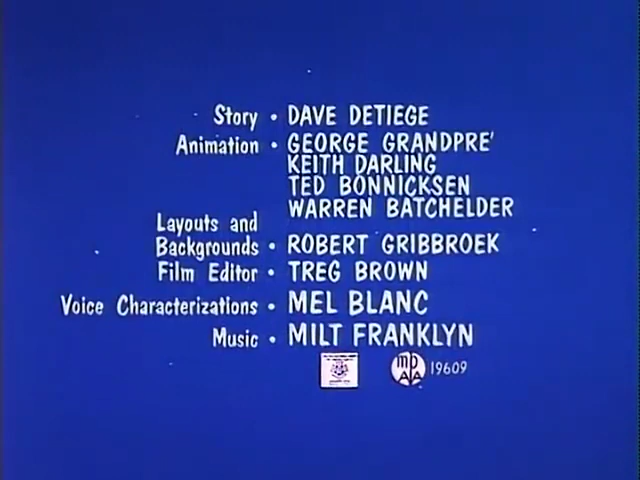 Story • DAVE DETIEGE
Animation • GEORGE GRANDPRE'
KEITH DARLING
TED BONNICKSEN
WARREN BATCHELDER
Layouts and
Backgrounds • ROBERT GRIBBROEK
Film Editor • TREG BROWN
Voice Characterizations • MEL BLANC
Music • MILT FRANKLYN
mpAA 19609